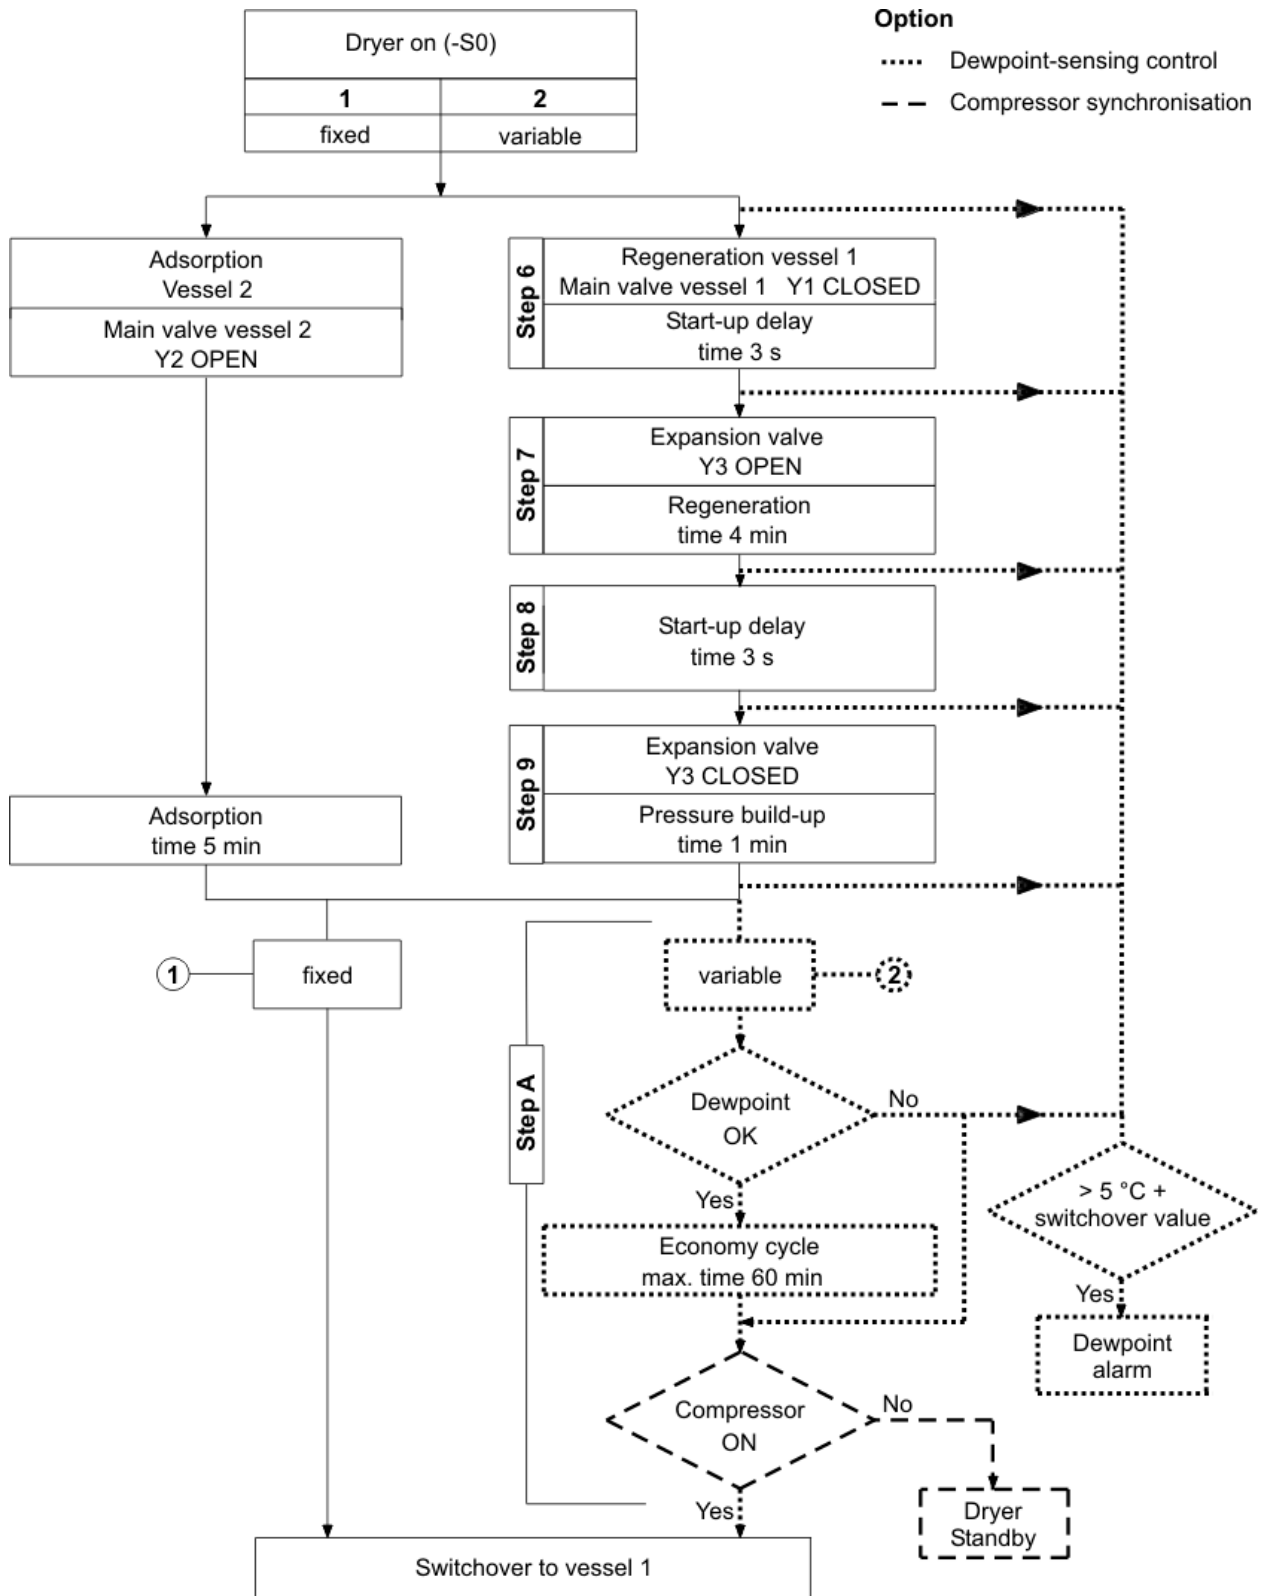 Option
Dewpoint-sensing control
Compressor synchronisation
Dryer on (-S0)
1
2
fixed
variable
Adsorption
Vessel 2
Main valve vessel 2
Y2 OPEN
Step 6
Regeneration vessel 1
Main valve vessel 1 Y1 CLOSED
Start-up delay
time 3 s
Step 7
Expansion valve
Y3 OPEN
Regeneration
time 4 min
Step 8
Start-up delay
time 3 s
Step 9
Expansion valve
Y3 CLOSED
Pressure build-up
time 1 min
Adsorption
time 5 min
1
fixed
variable
2
Step A
Dewpoint
OK
No
Yes
> 5 °C +
switchover value
Economy cycle
max. time 60 min
Yes
Dewpoint
alarm
Compressor
ON
No
Yes
Dryer
Standby
Switchover to vessel 1